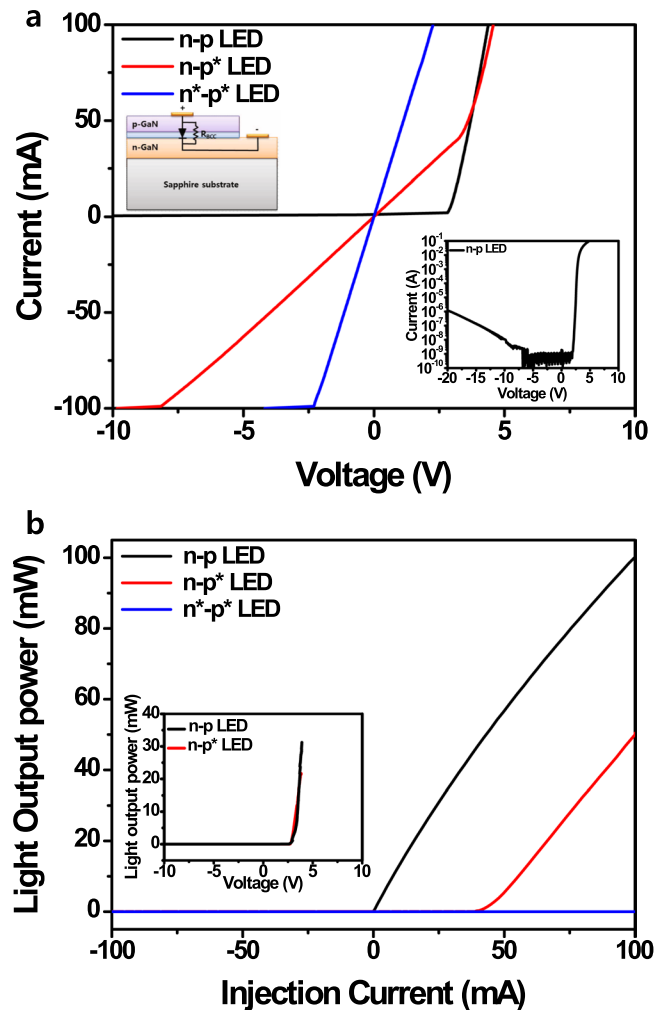 a
n-p LED
n-p* LED
n*-p* LED
+
-
p-GaN
R_BCC
n-GaN
Sapphire substrate
100
50
0
-50
-100
Current (mA)
-10
-5
0
5
10
Voltage (V)
n-p LED
10^-1
10^-2
10^-3
10^-4
10^-5
10^-6
10^-7
10^-8
10^-9
10^-10
Current (A)
-20
-15
-10
-5
0
5
10
Voltage (V)
b
n-p LED
n-p* LED
n*-p* LED
100
80
60
40
20
0
Light Output power (mW)
-100
-50
0
50
100
Injection Current (mA)
n-p LED
n-p* LED
40
30
20
10
0
Light output power (mW)
-10
-5
0
5
10
Voltage (V)